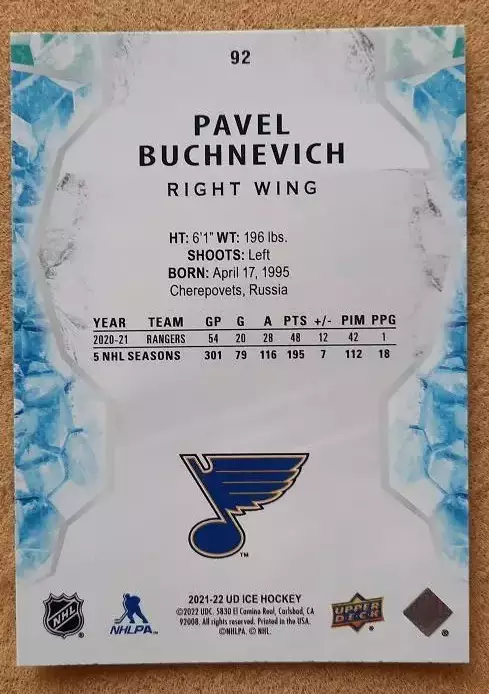 92
PAVEL
BUCHNEVICH
RIGHT WING
HT: 6'1" WT: 196 lbs.
SHOOTS: Left
BORN: April 17, 1995
Cherepovets, Russia
YEAR TEAM GP G A PTS +/- PIM PPG
2020-21 RANGERS 54 20 28 48 12 42 1
5 NHL SEASONS 301 79 116 195 7 112 18
TM
2021-22 UD ICE HOCKEY
©2022 UDC. 5830 El Camino Real, Carlsbad, CA
92008. All rights reserved. Printed in the USA.
©NHLPA. © NHL.
NHL ®
NHLPA.
UPPER DECK ®
®